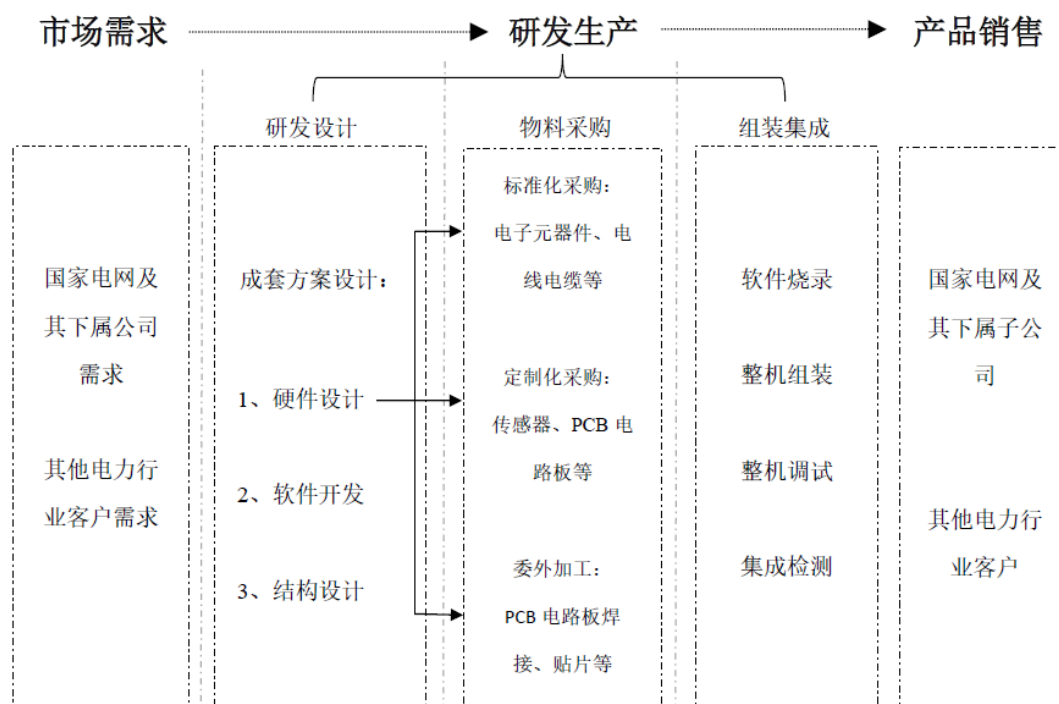 市场需求
研发生产
产品销售
研发设计
物料采购
组装集成
国家电网及
其下属公司
需求
其他电力行
业客户需求
成套方案设计：
1、硬件设计
2、软件开发
3、结构设计
标准化采购：
电子元器件、电
线电缆等
定制化采购：
传感器、PCB 电
路板等
委外加工：
PCB 电路板焊
接、贴片等
软件烧录
整机组装
整机调试
集成检测
国家电网及
其下属子公
司
其他电力行
业客户